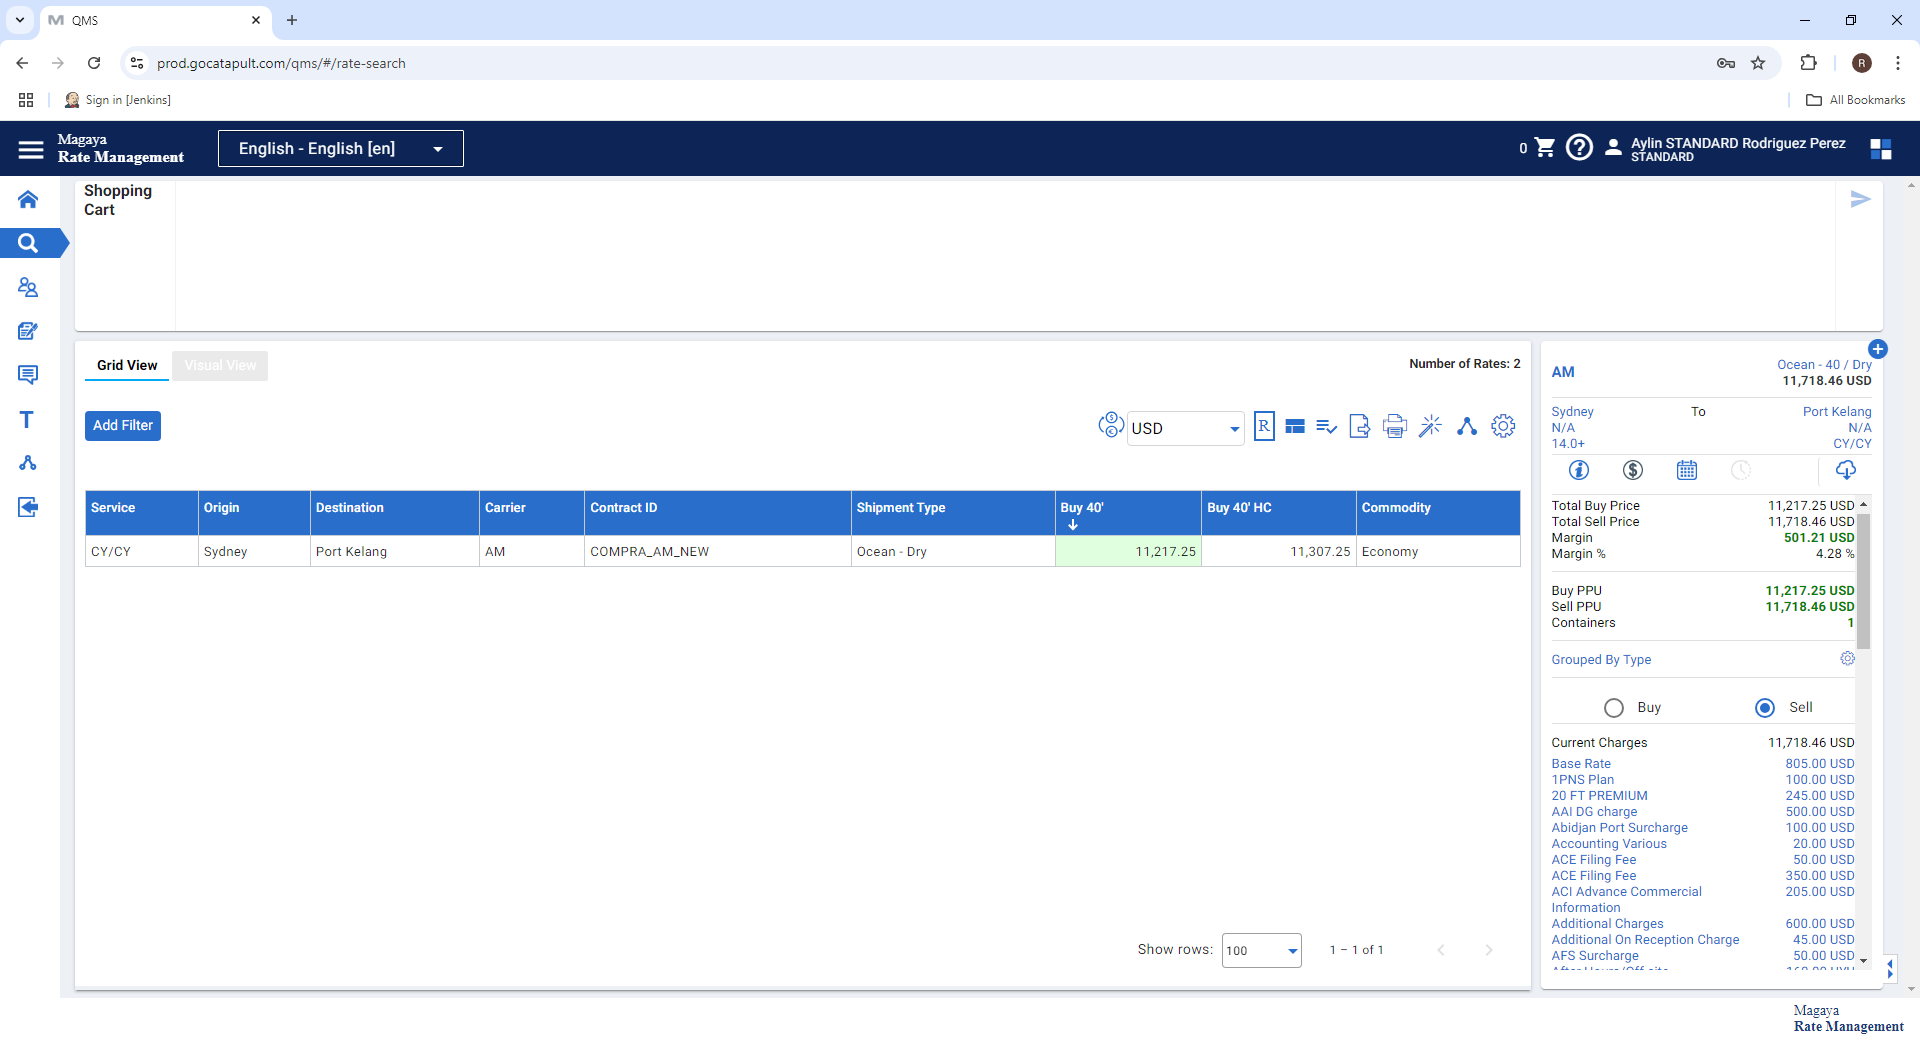 QMS
prod.gocatapult.com/qms/#/rate-search
R
Sign in [Jenkins]
All Bookmarks
Magaya
Rate Management
English - English [en]
0
Aylin STANDARD Rodriguez Perez
STANDARD
Shopping
Cart
Grid View
Visual View
Number of Rates: 2
Add Filter
USD
R
Service Origin Destination Carrier Contract ID Shipment Type Buy 40' Buy 40' HC Commodity
CY/CY Sydney Port Kelang AM COMPRA_AM_NEW Ocean - Dry 11,217.25 11,307.25 Economy
Show rows: 100 1 – 1 of 1
AM
Ocean - 40 / Dry
11,718.46 USD
Sydney To Port Kelang
N/A N/A
14.0+ CY/CY
Total Buy Price 11,217.25 USD
Total Sell Price 11,718.46 USD
Margin 501.21 USD
Margin % 4.28 %
Buy PPU 11,217.25 USD
Sell PPU 11,718.46 USD
Containers 1
Grouped By Type
Buy Sell
Current Charges 11,718.46 USD
Base Rate 805.00 USD
1PNS Plan 100.00 USD
20 FT PREMIUM 245.00 USD
AAI DG charge 500.00 USD
Abidjan Port Surcharge 100.00 USD
Accounting Various 20.00 USD
ACE Filing Fee 50.00 USD
ACE Filing Fee 350.00 USD
ACI Advance Commercial 205.00 USD
Information
Additional Charges 600.00 USD
Additional On Reception Charge 45.00 USD
AFS Surcharge 50.00 USD
Magaya
Rate Management